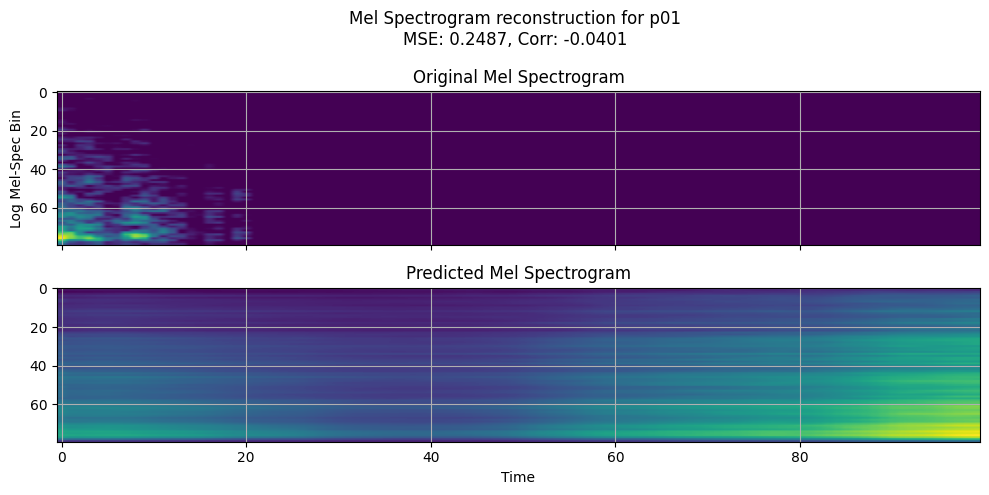 Mel Spectrogram reconstruction for p01
MSE: 0.2487, Corr: -0.0401
Original Mel Spectrogram
Log Mel-Spec Bin
0
20
40
60
Predicted Mel Spectrogram
0
20
40
60
0 20 40 60 80
Time